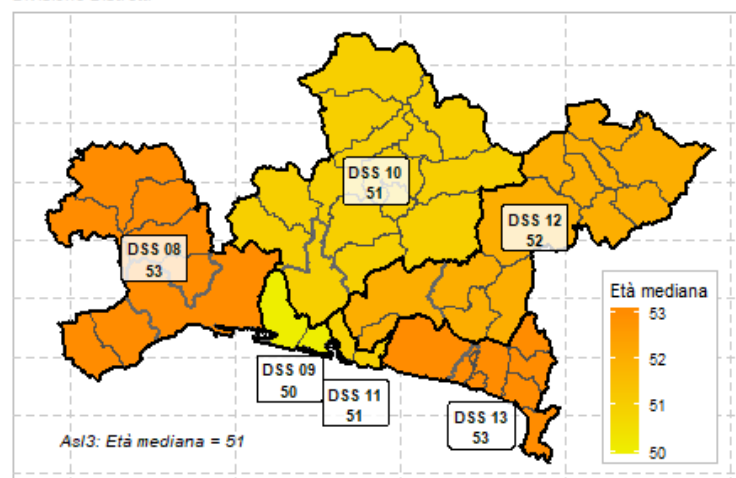 DSS 10
51
DSS 12
52
DSS 08
53
Età mediana
53
52
51
50
DSS 09
50
DSS 11
51
DSS 13
53
Asl3: Età mediana = 51